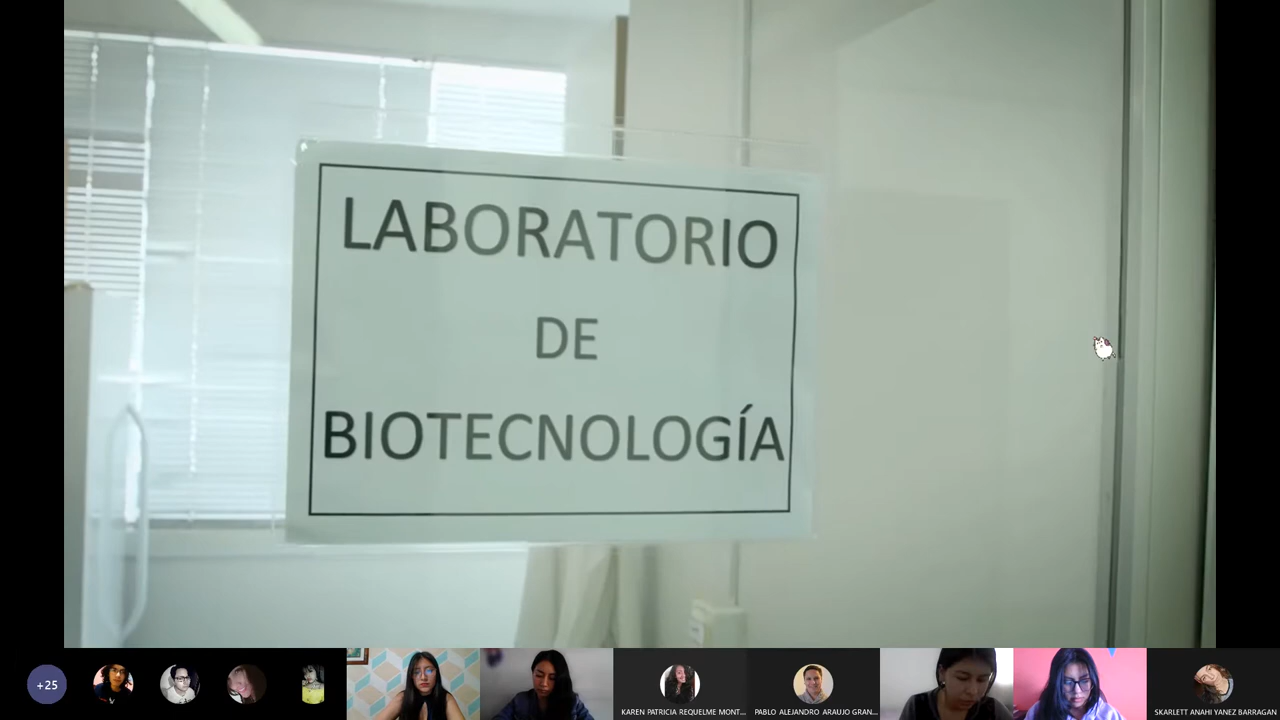 LABORATORIO
DE
BIOTECNOLOGÍA
+25
KAREN PATRICIA REQUELME MONT...
PABLO ALEJANDRO ARAUJO GRAN...
SKARLETT ANAHI YANEZ BARRAGAN